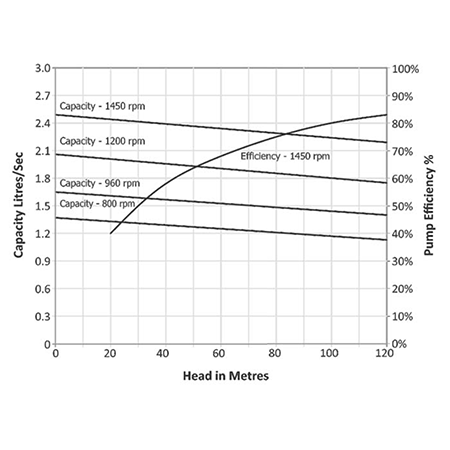 3.0
2.7
2.4
2.1
1.8
1.5
1.2
0.9
0.6
0.3
0
Capacity Litres/Sec
Capacity - 1450 rpm
Capacity - 1200 rpm
Efficiency - 1450 rpm
Capacity - 960 rpm
Capacity - 800 rpm
100%
90%
80%
70%
60%
50%
40%
30%
20%
10%
0%
Pump Efficiency %
0 20 40 60 80 100 120
Head in Metres